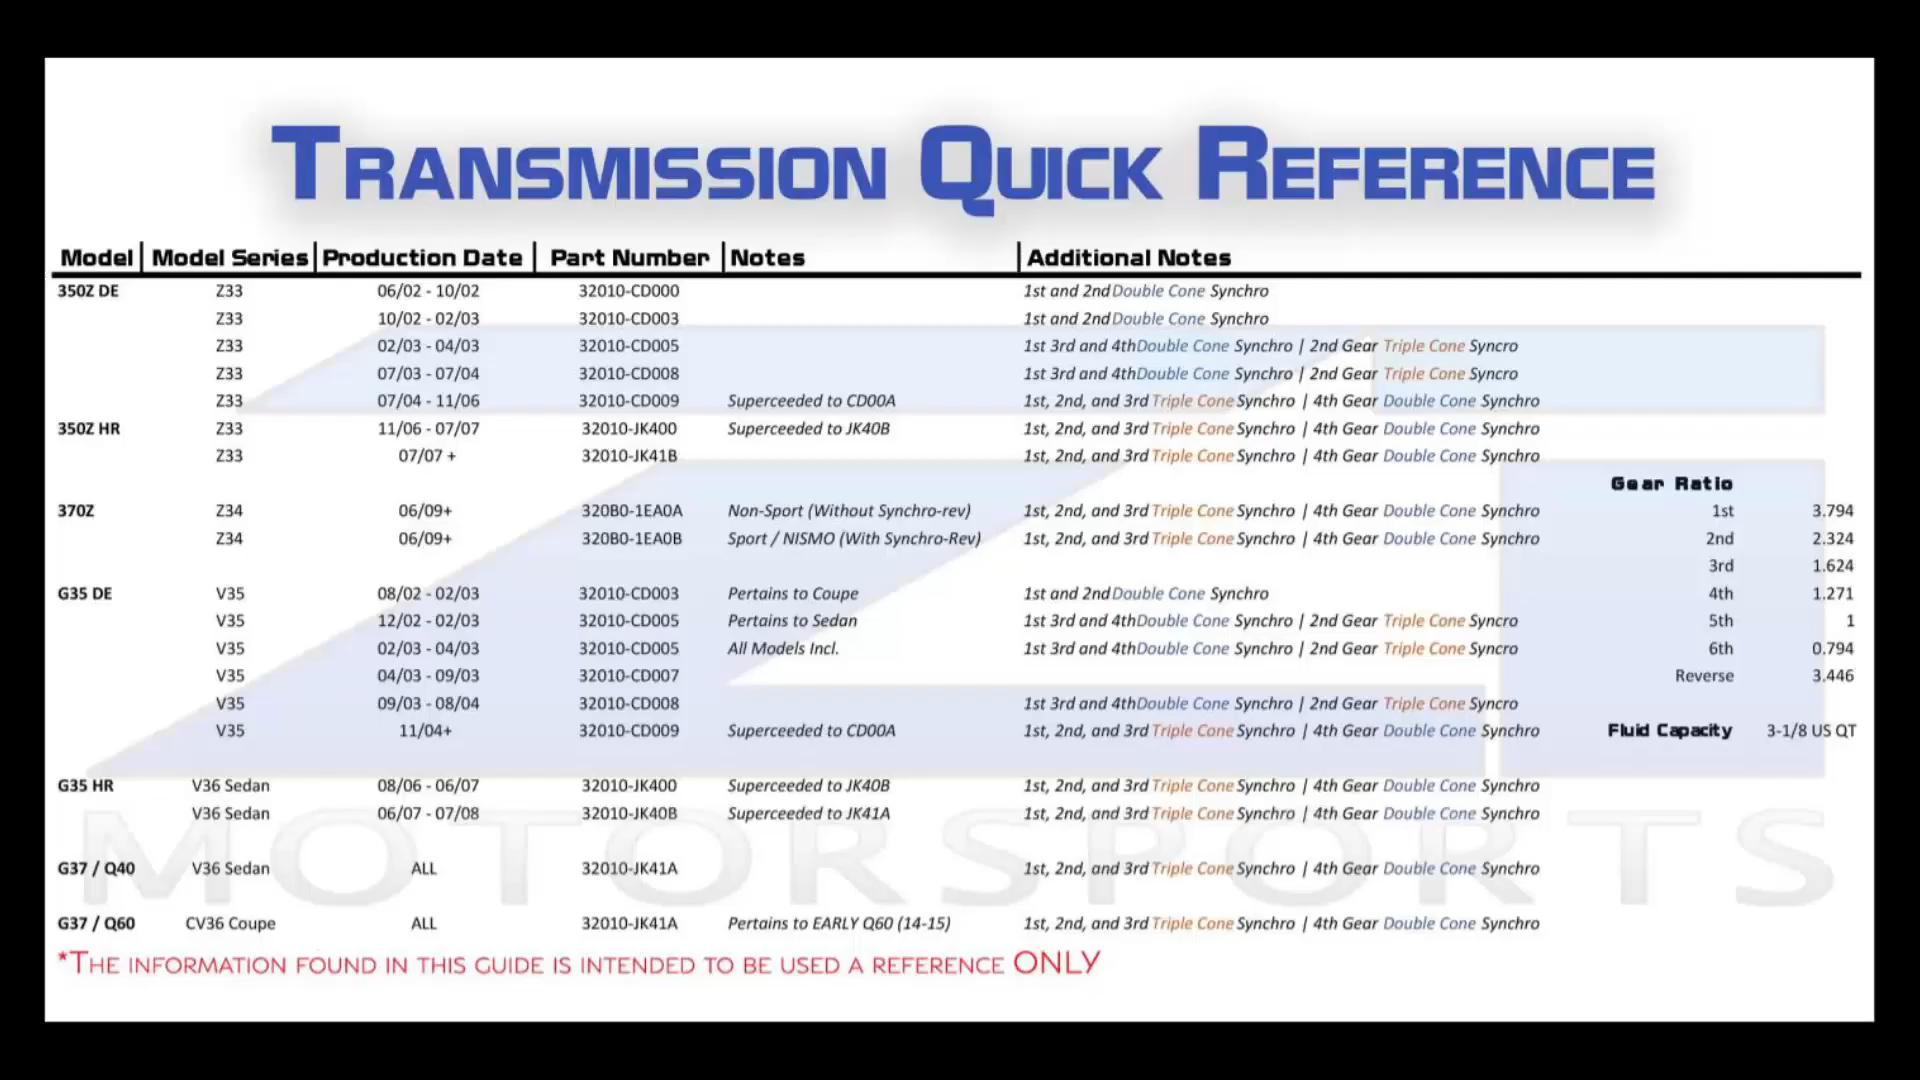 TRANSMISSION QUICK REFERENCE
Model Model Series Production Date Part Number Notes Additional Notes
350Z DE Z33 06/02 - 10/02 32010-CD000 1st and 2nd Double Cone Synchro
Z33 10/02 - 02/03 32010-CD003 1st and 2nd Double Cone Synchro
Z33 02/03 - 04/03 32010-CD005 1st 3rd and 4th Double Cone Synchro | 2nd Gear Triple Cone Syncro
Z33 07/03 - 07/04 32010-CD008 1st 3rd and 4th Double Cone Synchro | 2nd Gear Triple Cone Syncro
Z33 07/04 - 11/06 32010-CD009 Superceeded to CD00A 1st, 2nd, and 3rd Triple Cone Synchro | 4th Gear Double Cone Synchro
350Z HR Z33 11/06 - 07/07 32010-JK400 Superceeded to JK40B 1st, 2nd, and 3rd Triple Cone Synchro | 4th Gear Double Cone Synchro
Z33 07/07 + 32010-JK41B 1st, 2nd, and 3rd Triple Cone Synchro | 4th Gear Double Cone Synchro
Gear Ratio
370Z Z34 06/09+ 320B0-1EA0A Non-Sport (Without Synchro-rev) 1st, 2nd, and 3rd Triple Cone Synchro | 4th Gear Double Cone Synchro 1st 3.794
Z34 06/09+ 320B0-1EA0B Sport / NISMO (With Synchro-Rev) 1st, 2nd, and 3rd Triple Cone Synchro | 4th Gear Double Cone Synchro 2nd 2.324
3rd 1.624
G35 DE V35 08/02 - 02/03 32010-CD003 Pertains to Coupe 1st and 2nd Double Cone Synchro 4th 1.271
V35 12/02 - 02/03 32010-CD005 Pertains to Sedan 1st 3rd and 4th Double Cone Synchro | 2nd Gear Triple Cone Syncro 5th 1
V35 02/03 - 04/03 32010-CD005 All Models Incl. 1st 3rd and 4th Double Cone Synchro | 2nd Gear Triple Cone Syncro 6th 0.794
V35 04/03 - 09/03 32010-CD007 Reverse 3.446
V35 09/03 - 08/04 32010-CD008 1st 3rd and 4th Double Cone Synchro | 2nd Gear Triple Cone Syncro
V35 11/04+ 32010-CD009 Superceeded to CD00A 1st, 2nd, and 3rd Triple Cone Synchro | 4th Gear Double Cone Synchro Fluid Capacity 3-1/8 US QT
G35 HR V36 Sedan 08/06 - 06/07 32010-JK400 Superceeded to JK40B 1st, 2nd, and 3rd Triple Cone Synchro | 4th Gear Double Cone Synchro
V36 Sedan 06/07 - 07/08 32010-JK40B Superceeded to JK41A 1st, 2nd, and 3rd Triple Cone Synchro | 4th Gear Double Cone Synchro
MOTORSPORTS
G37 / Q40 V36 Sedan ALL 32010-JK41A 1st, 2nd, and 3rd Triple Cone Synchro | 4th Gear Double Cone Synchro
G37 / Q60 CV36 Coupe ALL 32010-JK41A Pertains to EARLY Q60 (14-15) 1st, 2nd, and 3rd Triple Cone Synchro | 4th Gear Double Cone Synchro
*THE INFORMATION FOUND IN THIS GUIDE IS INTENDED TO BE USED A REFERENCE ONLY